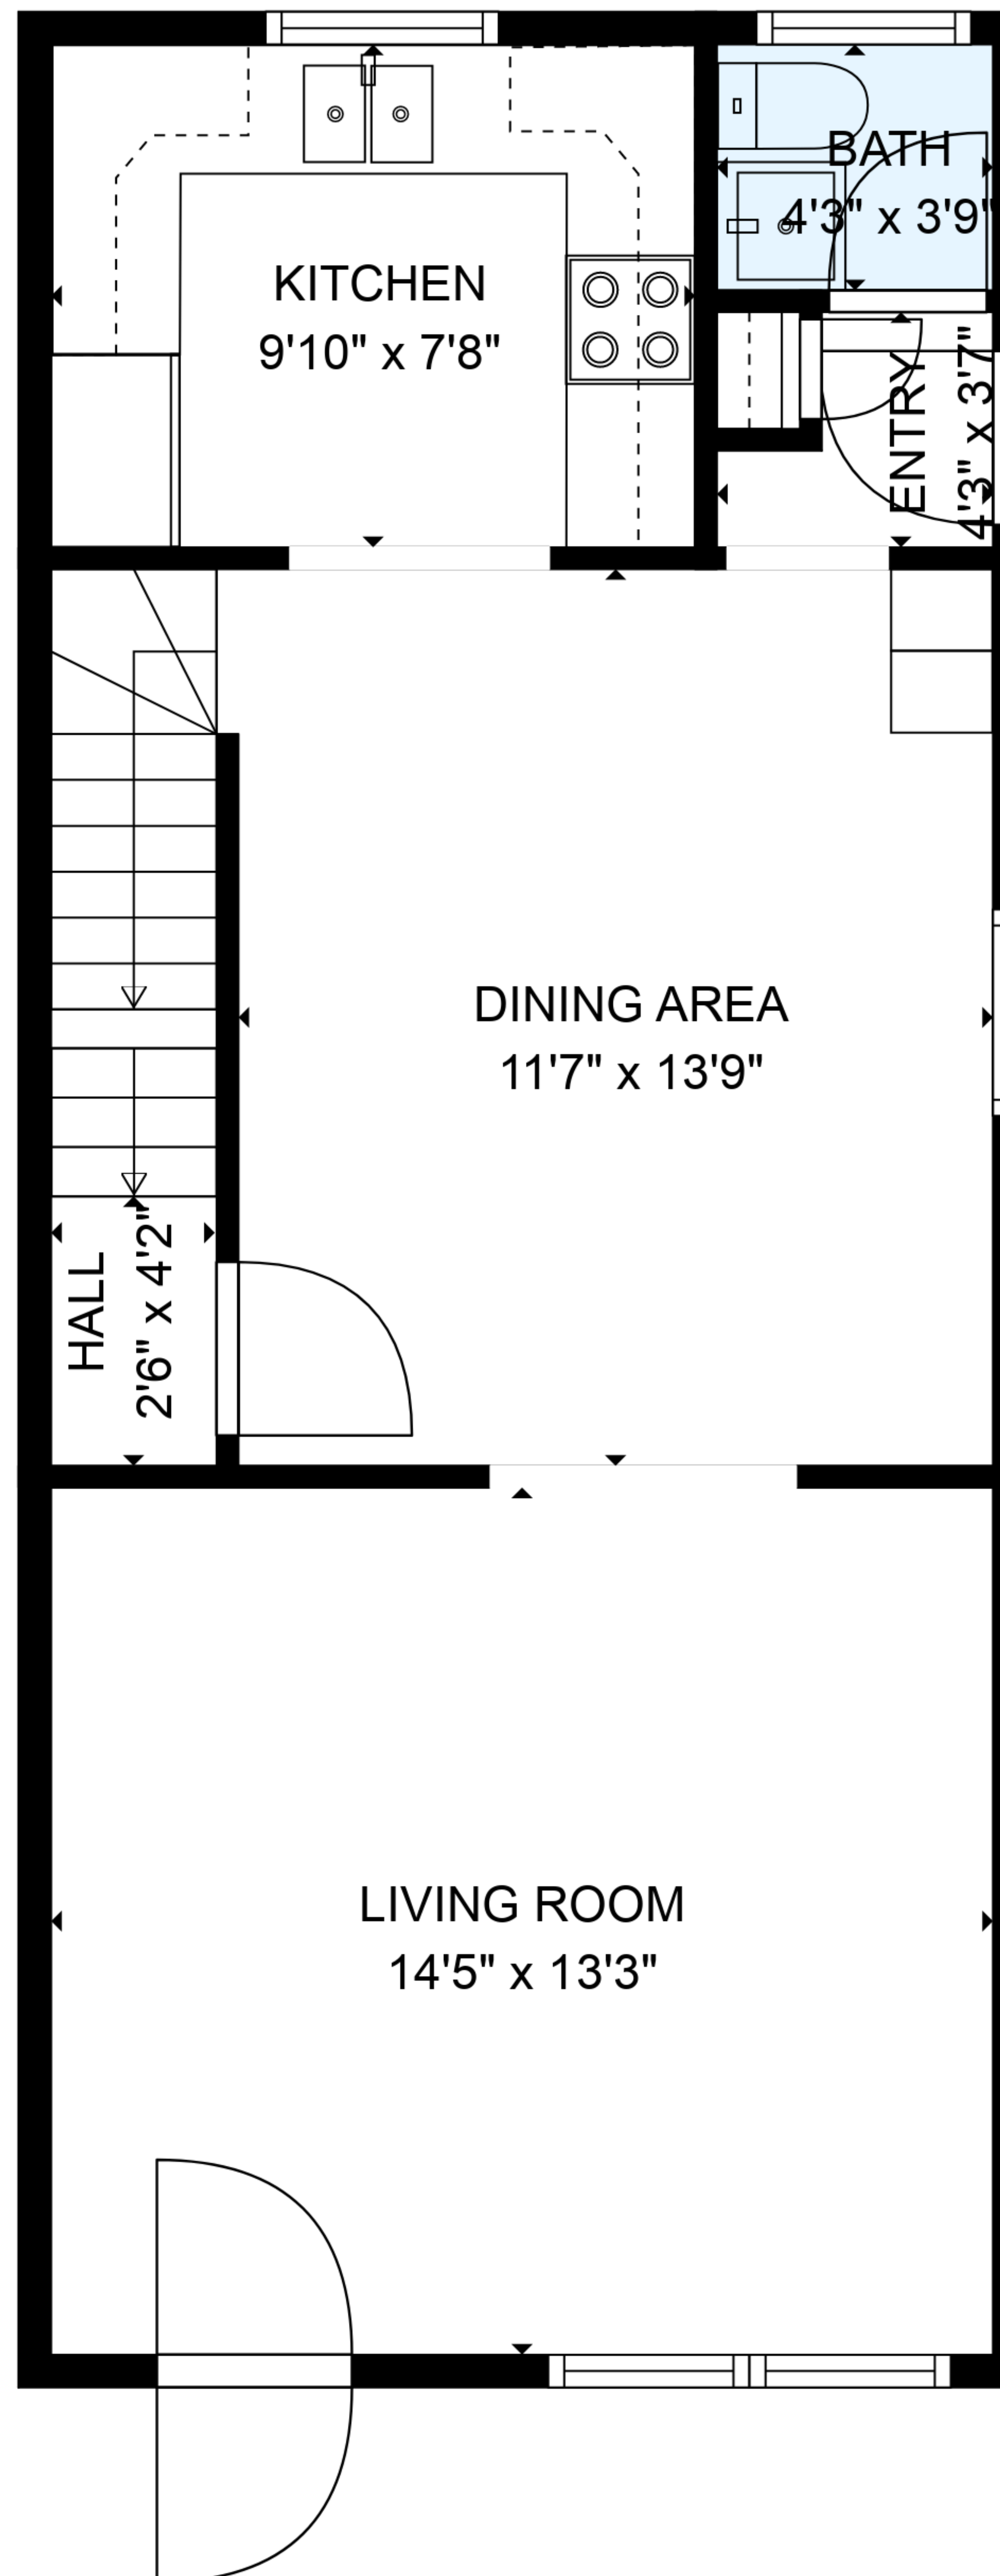 BATH
4'3" x 3'9"
KITCHEN
9'10" x 7'8"
ENTRY
4'3" x 3'7"
DINING AREA
11'7" x 13'9"
HALL
2'6" x 4'2"
LIVING ROOM
14'5" x 13'3"